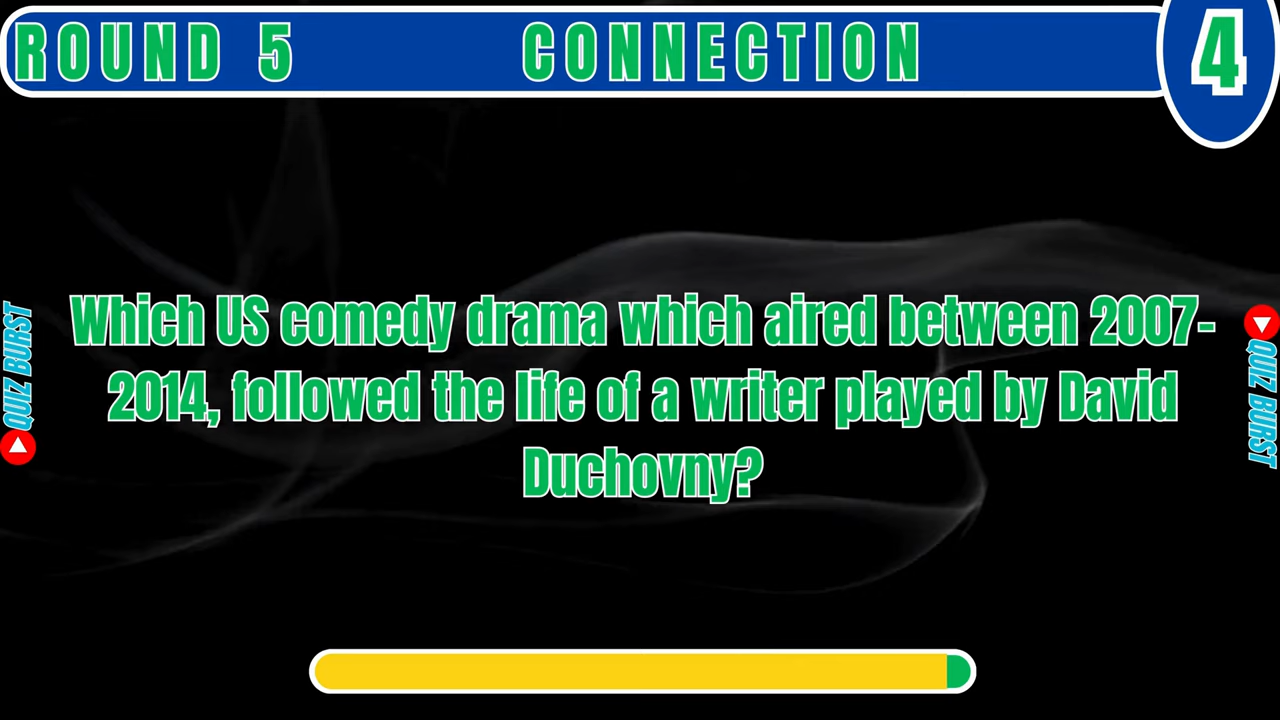 ROUND 5 CONNECTION 4
Which US comedy drama which aired between 2007-
2014, followed the life of a writer played by David
Duchovny?
QUIZ BURST
QUIZ BURST